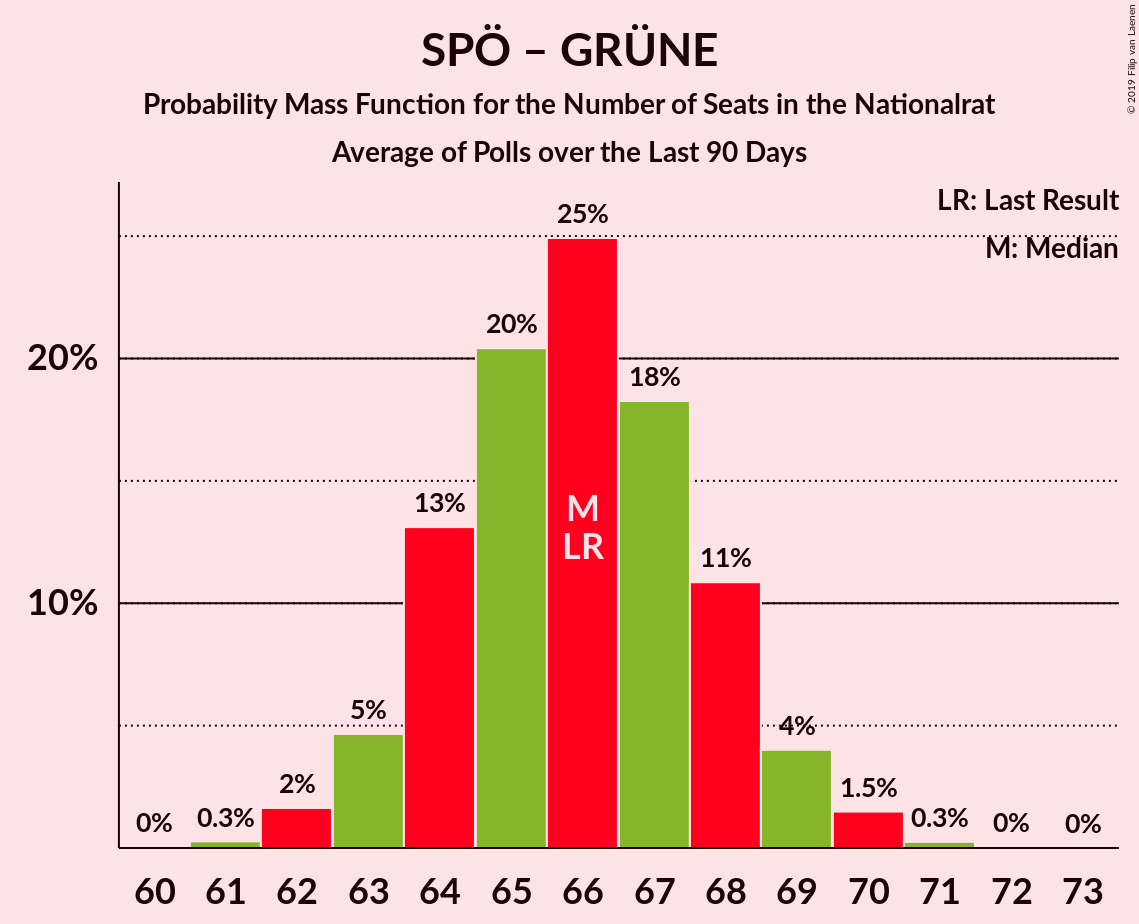 SPÖ – GRÜNE
Probability Mass Function for the Number of Seats in the Nationalrat
Average of Polls over the Last 90 Days
© 2019 Filip van Laenen
LR: Last Result
M: Median
25%
20%
20%
18%
13%
M
LR
11%
10%
5%
4%
2%
1.5%
0%
0.3%
0.3%
0%
0%
60 61 62 63 64 65 66 67 68 69 70 71 72 73